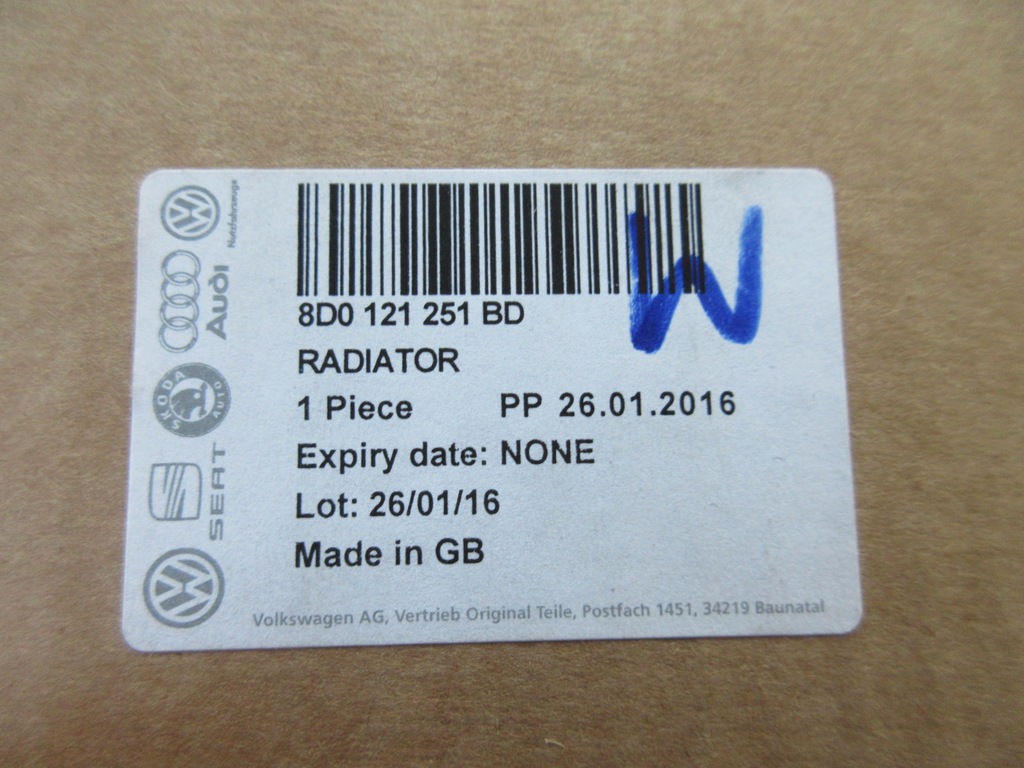 8D0 121 251 BD
RADIATOR
1 Piece PP 26.01.2016
Expiry date: NONE
Lot: 26/01/16
Made in GB
Volkswagen AG, Vertrieb Original Teile, Postfach 1451, 34219 Baunatal
W
Nutzfahrzeuge
Audi
SKODA AUTO
SEAT